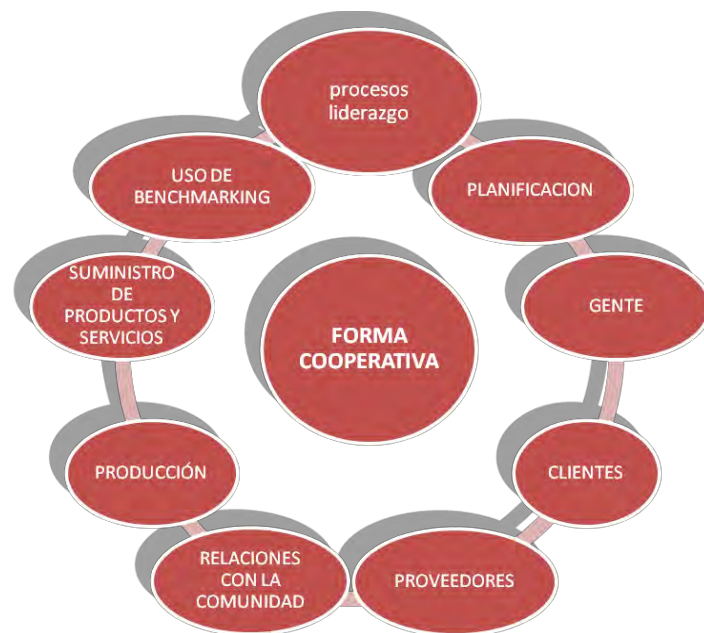 procesos
liderazgo
PLANIFICACION
GENTE
CLIENTES
PROVEEDORES
RELACIONES
CON LA
COMUNIDAD
PRODUCCIÓN
SUMINISTRO
DE
PRODUCTOS Y
SERVICIOS
USO DE
BENCHMARKING
FORMA
COOPERATIVA